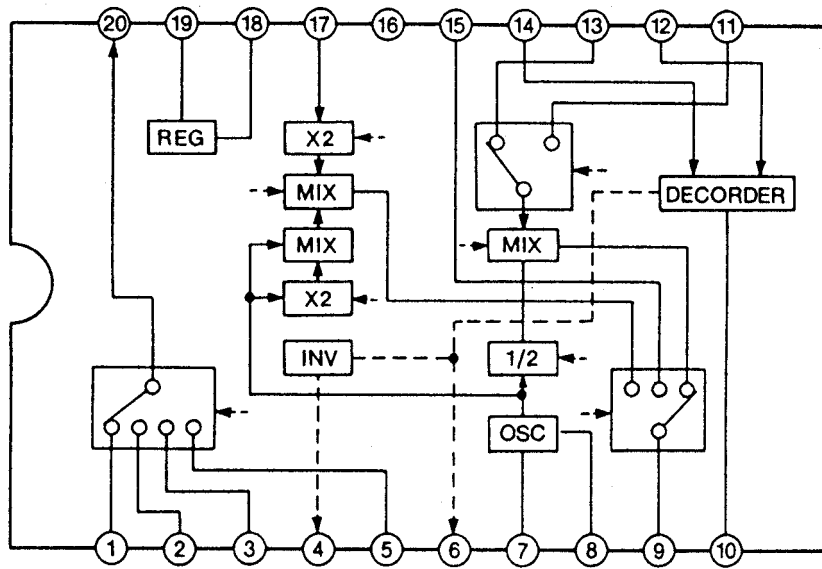 20 19 18 17 16 15 14 13 12 11
REG
X2
MIX
DECORDER
MIX
MIX
X2
INV
1/2
OSC
1 2 3 4 5 6 7 8 9 10